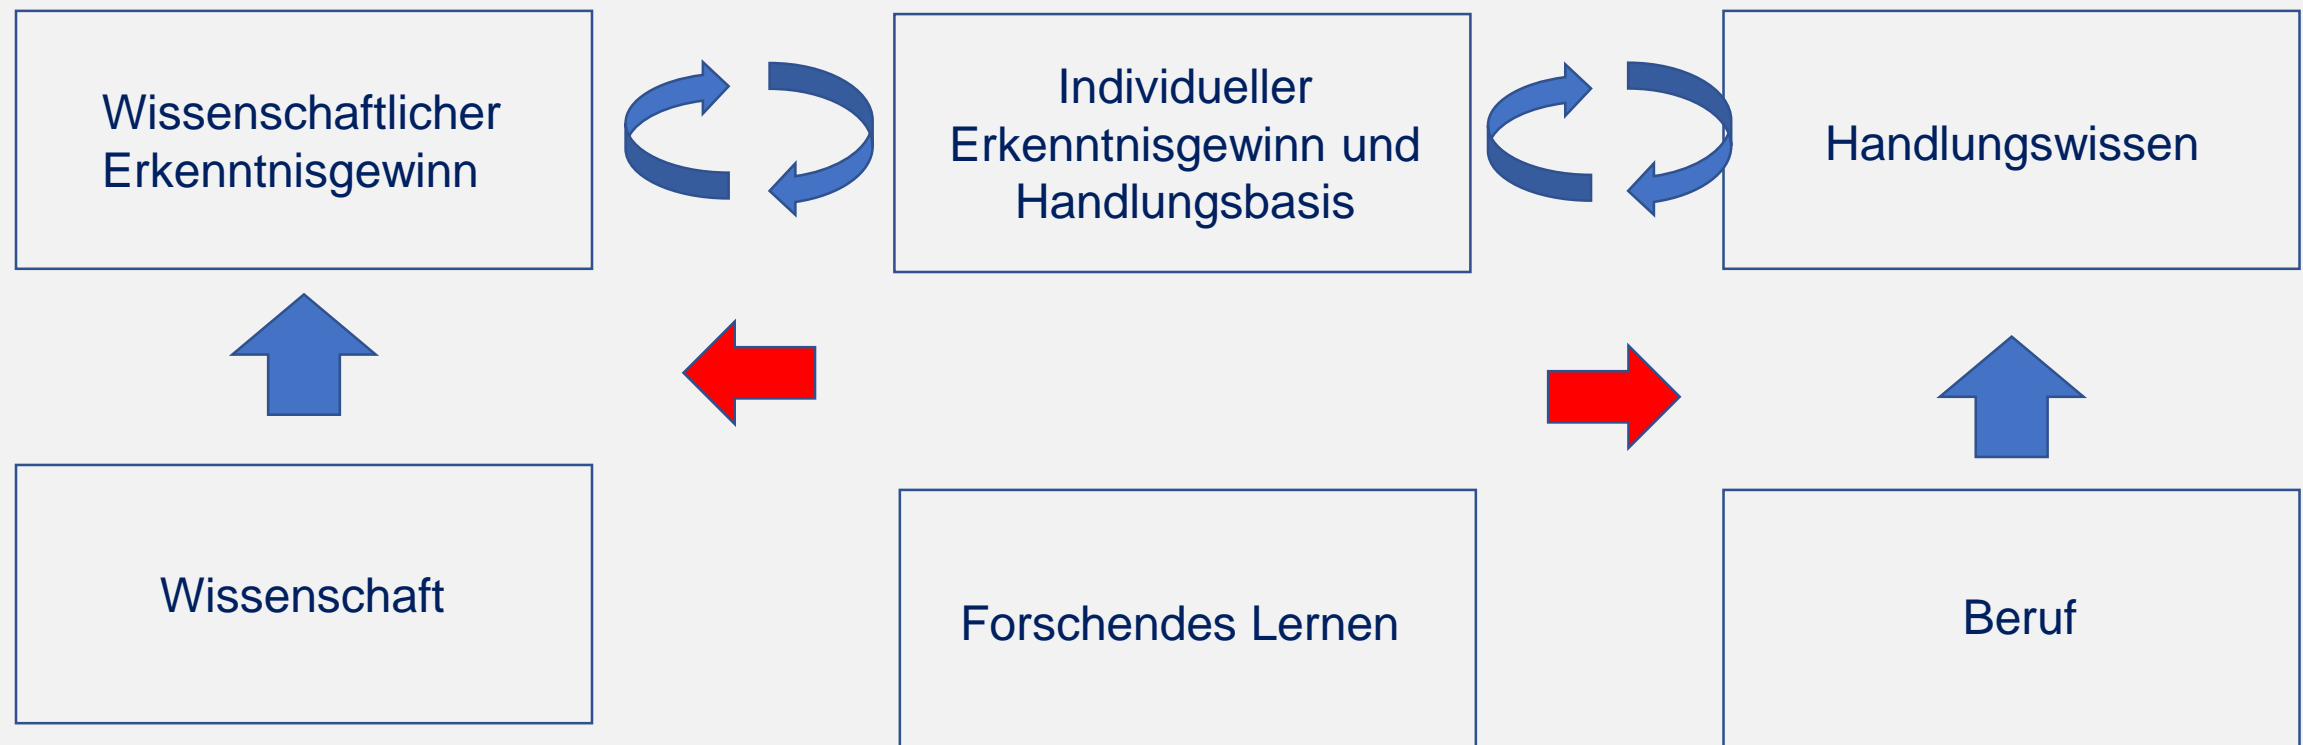 Wissenschaftlicher
Erkenntnisgewinn
Individueller
Erkenntnisgewinn und
Handlungsbasis
Handlungswissen
Wissenschaft
Forschendes Lernen
Beruf